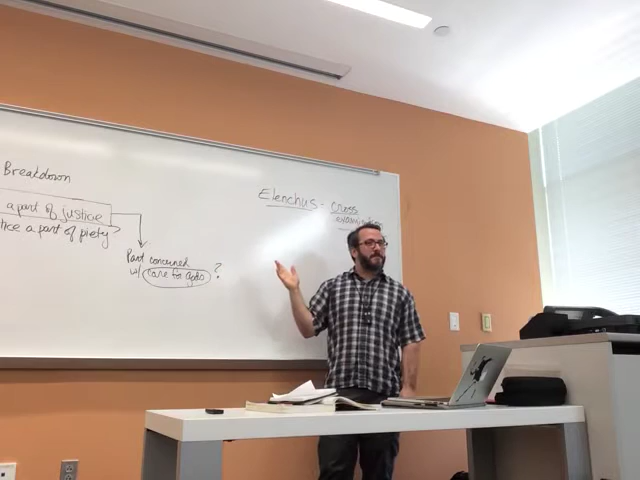 Breakdown
a part of justice
tice a part of piety?
Part concerned
w/ care for gods ?
Elenchus - Cross
examination